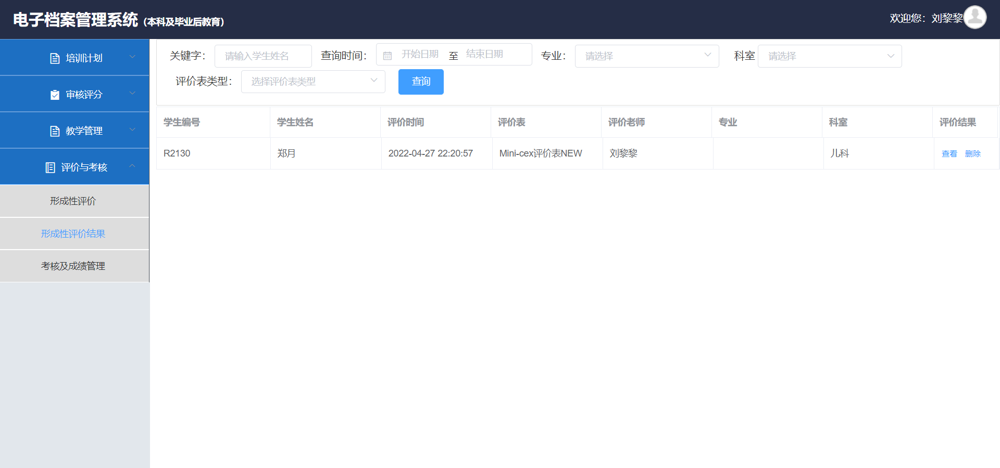 电子档案管理系统（本科及毕业后教育）
欢迎您：刘黎黎
培训计划
审核评分
教学管理
评价与考核
形成性评价
形成性评价结果
考核及成绩管理
关键字： 请输入学生姓名 查询时间： 开始日期 至 结束日期 专业： 请选择 科室 请选择
评价表类型： 选择评价表类型 查询
学生编号 学生姓名 评价时间 评价表 评价老师 专业 科室 评价结果
R2130 郑月 2022-04-27 22:20:57 Mini-cex评价表NEW 刘黎黎 儿科 查看 删除